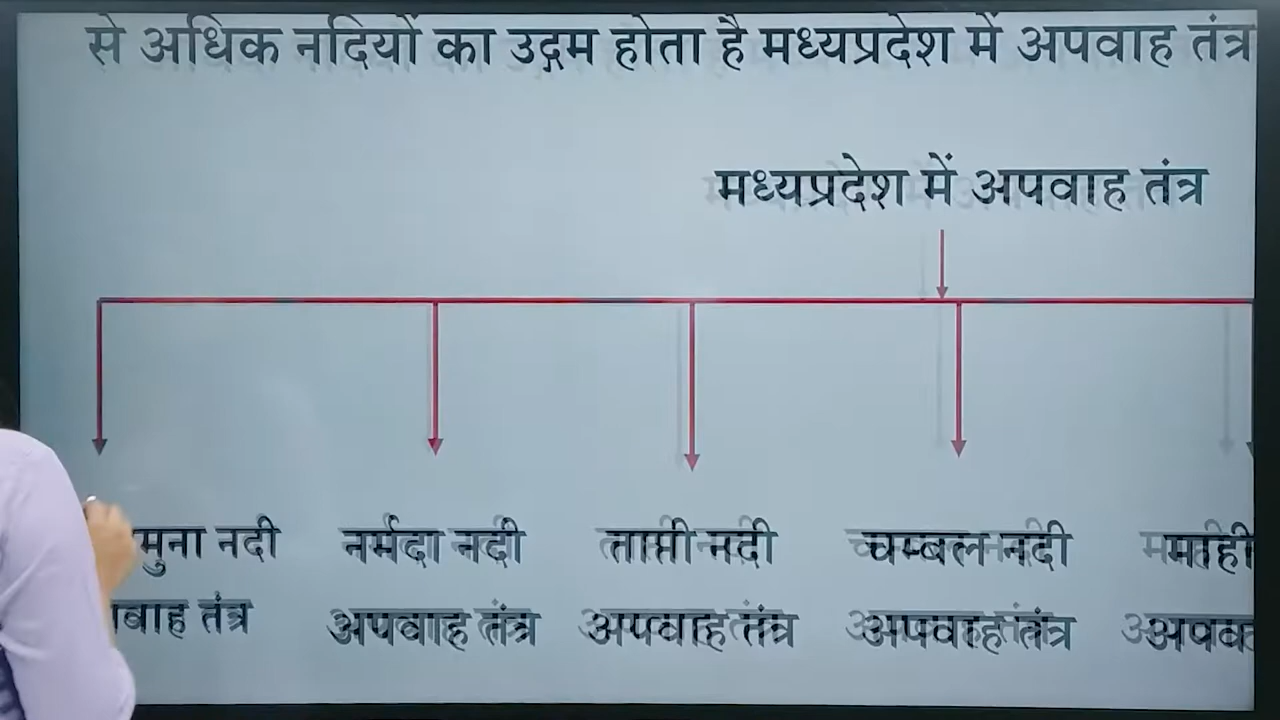 से अधिक नदियों का उद्गम होता है मध्यप्रदेश में अपवाह तंत्र
मध्यप्रदेश में अपवाह तंत्र
नदी नर्मदा नदी ताप्ती नदी चम्बल नदी
तंत्र अपवाह तंत्र अपवाह तंत्र अपवाह तंत्र